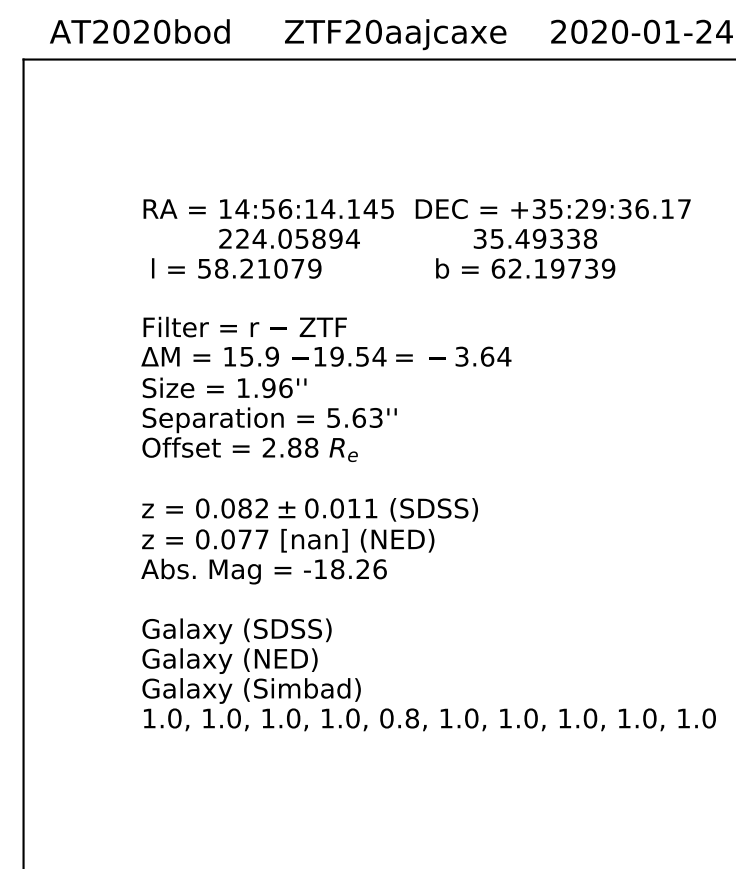 AT2020bod ZTF20aajcaxe 2020-01-24
RA = 14:56:14.145 DEC = +35:29:36.17
224.05894 35.49338
l = 58.21079 b = 62.19739
Filter = r − ZTF
ΔM = 15.9 −19.54 = − 3.64
Size = 1.96''
Separation = 5.63''
Offset = 2.88 Re
z = 0.082 ± 0.011 (SDSS)
z = 0.077 [nan] (NED)
Abs. Mag = -18.26
Galaxy (SDSS)
Galaxy (NED)
Galaxy (Simbad)
1.0, 1.0, 1.0, 1.0, 0.8, 1.0, 1.0, 1.0, 1.0, 1.0